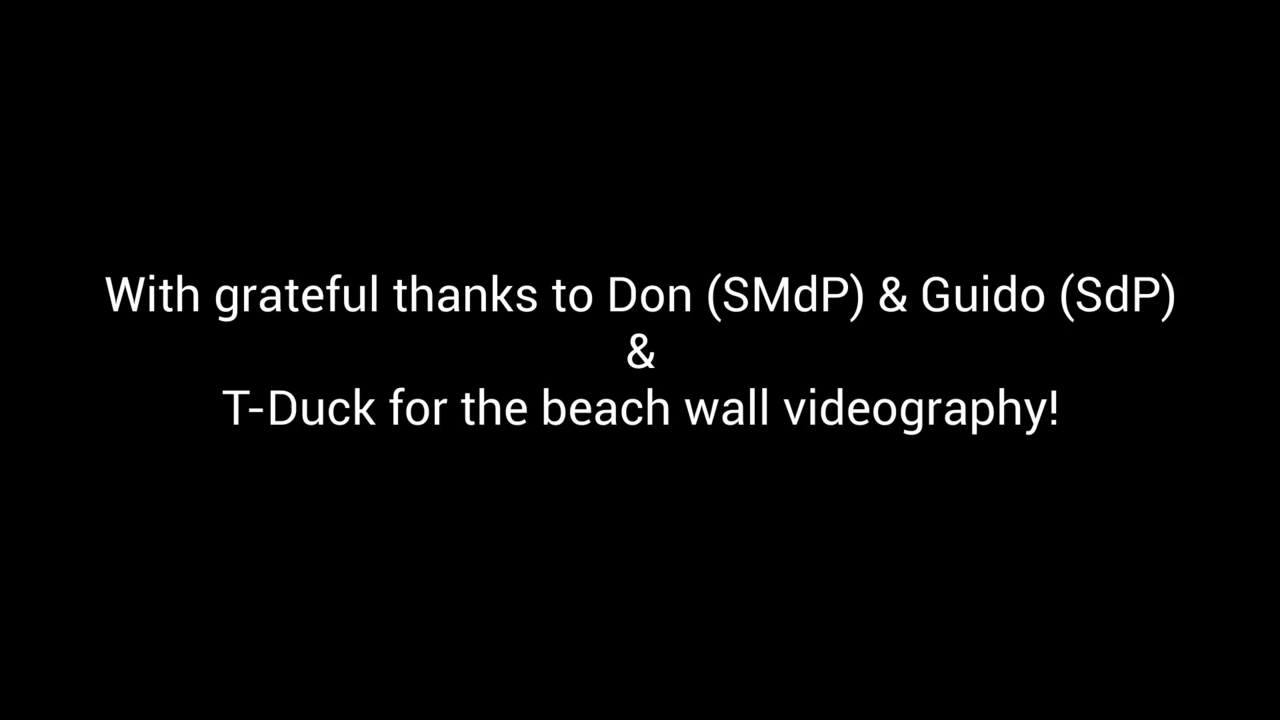 With grateful thanks to Don (SMdP) & Guido (SdP)
&
T-Duck for the beach wall videography!